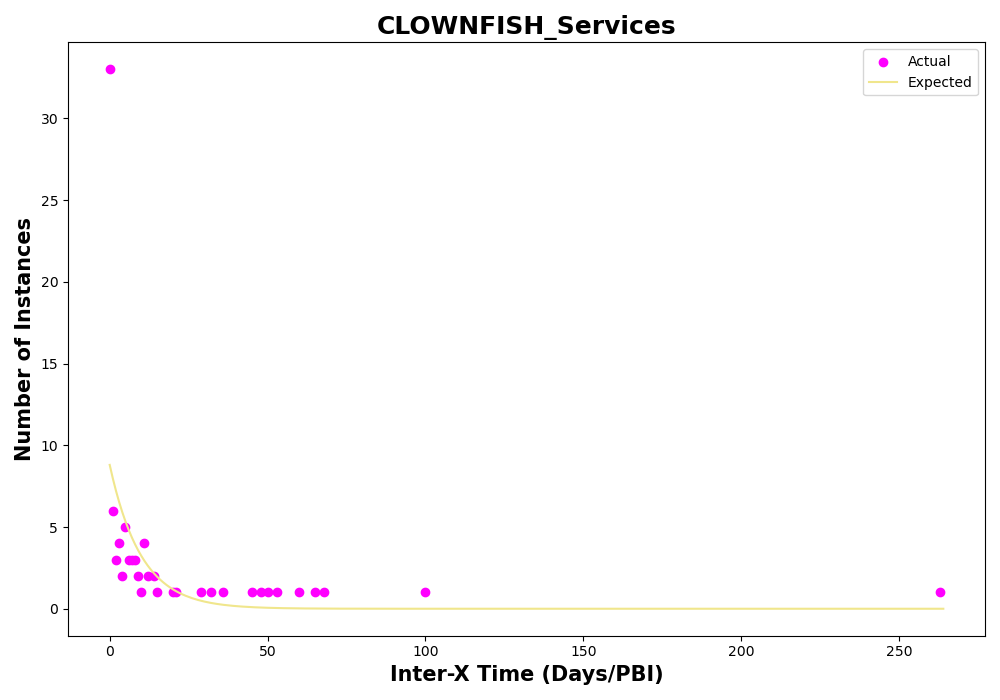 CLOWNFISH_Services
Actual
Expected
Number of Instances
30
25
20
15
10
5
0
0
50
100
150
200
250
Inter-X Time (Days/PBI)